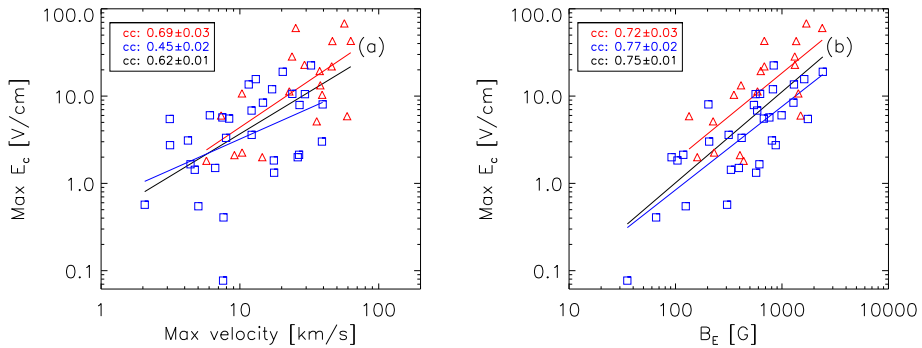 cc: 0.69±0.03
cc: 0.45±0.02
cc: 0.62±0.01
(a)
100.0
10.0
1.0
0.1
Max E_c [V/cm]
1
10
100
Max velocity [km/s]
cc: 0.72±0.03
cc: 0.77±0.02
cc: 0.75±0.01
(b)
100.0
10.0
1.0
0.1
Max E_c [V/cm]
10
100
1000
10000
B_E [G]